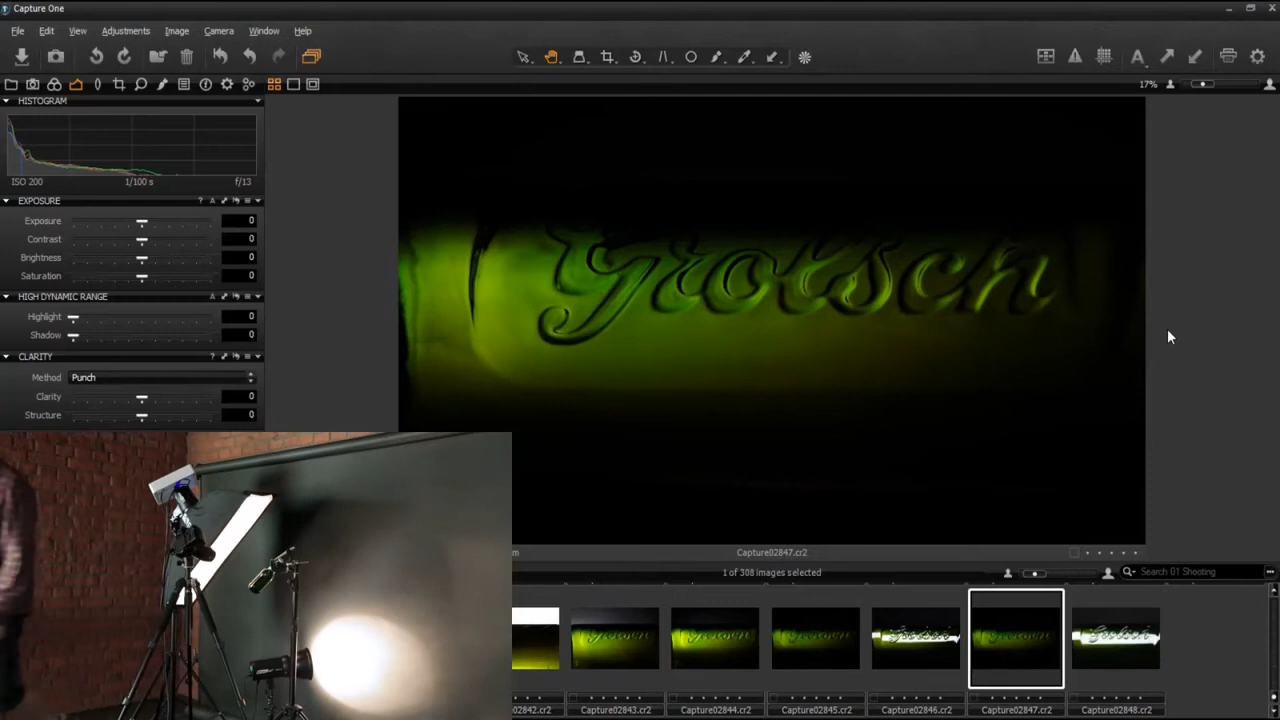 Capture One
File Edit View Adjustments Image Camera Window Help
17%
HISTOGRAM
ISO 200 1/100 s f/13
EXPOSURE
Exposure 0
Contrast 0
Brightness 0
Saturation 0
HIGH DYNAMIC RANGE
Highlight 0
Shadow 0
CLARITY
Method Punch
Clarity 0
Structure 0
Grolsch
m Capture02847.cr2
1 of 308 images selected
Search 01 Shooting
02842.cr2 Capture02843.cr2 Capture02844.cr2 Capture02845.cr2 Capture02846.cr2 Capture02847.cr2 Capture02848.cr2